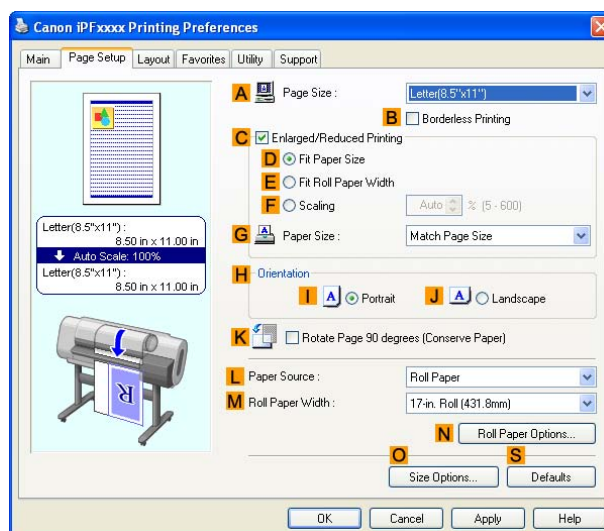 Canon iPFxxxx Printing Preferences
Main Page Setup Layout Favorites Utility Support
A Page Size : Letter(8.5"x11")
B Borderless Printing
C Enlarged/Reduced Printing
D Fit Paper Size
E Fit Roll Paper Width
F Scaling Auto % (5 - 600)
G A Paper Size : Match Page Size
Letter(8.5"x11") :
8.50 in x 11.00 in
Auto Scale: 100%
Letter(8.5"x11") :
8.50 in x 11.00 in
H Orientation
I A Portrait J A Landscape
K Rotate Page 90 degrees (Conserve Paper)
R
L Paper Source : Roll Paper
M Roll Paper Width : 17-in. Roll (431.8mm)
N Roll Paper Options...
O S
Size Options... Defaults
OK Cancel Apply Help